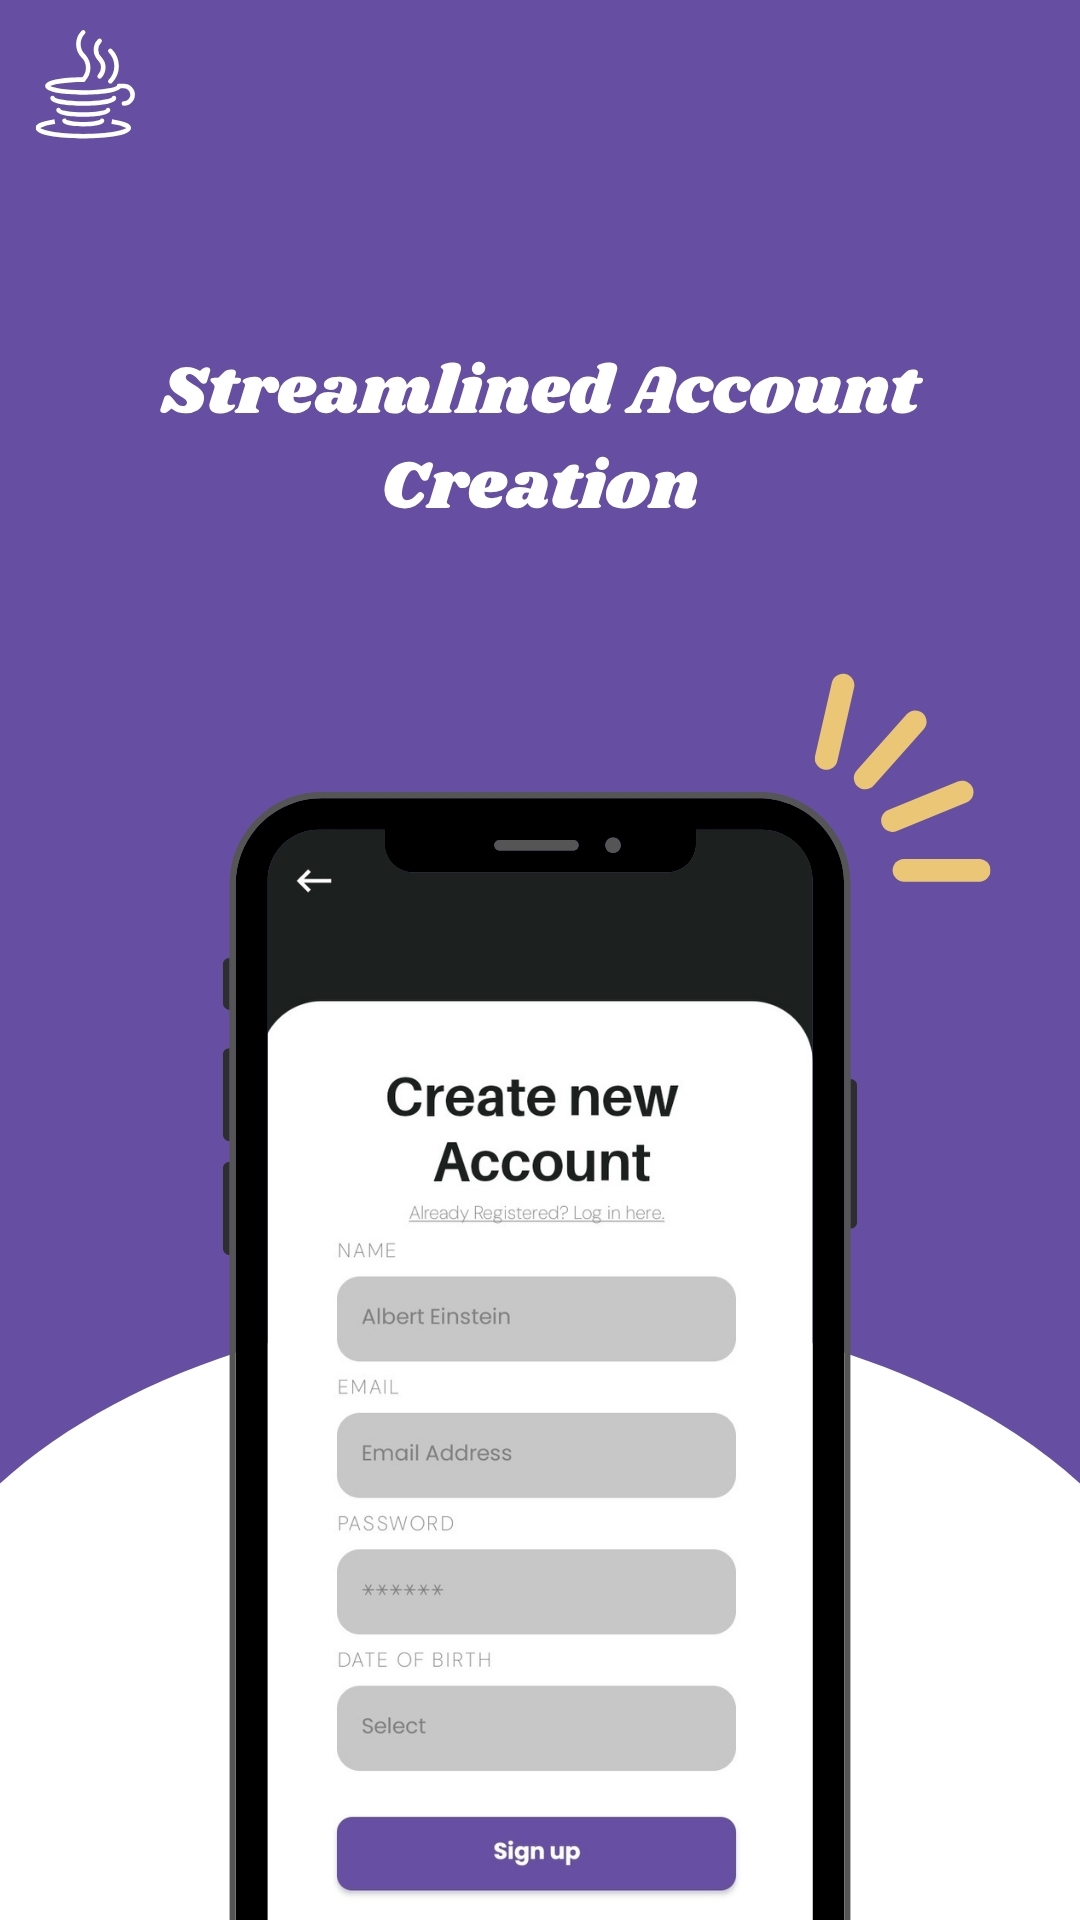 Streamlined Account
Creation
Create new
Account
Already Registered? Log in here.
NAME
Albert Einstein
EMAIL
Email Address
PASSWORD
******
DATE OF BIRTH
Select
Sign up